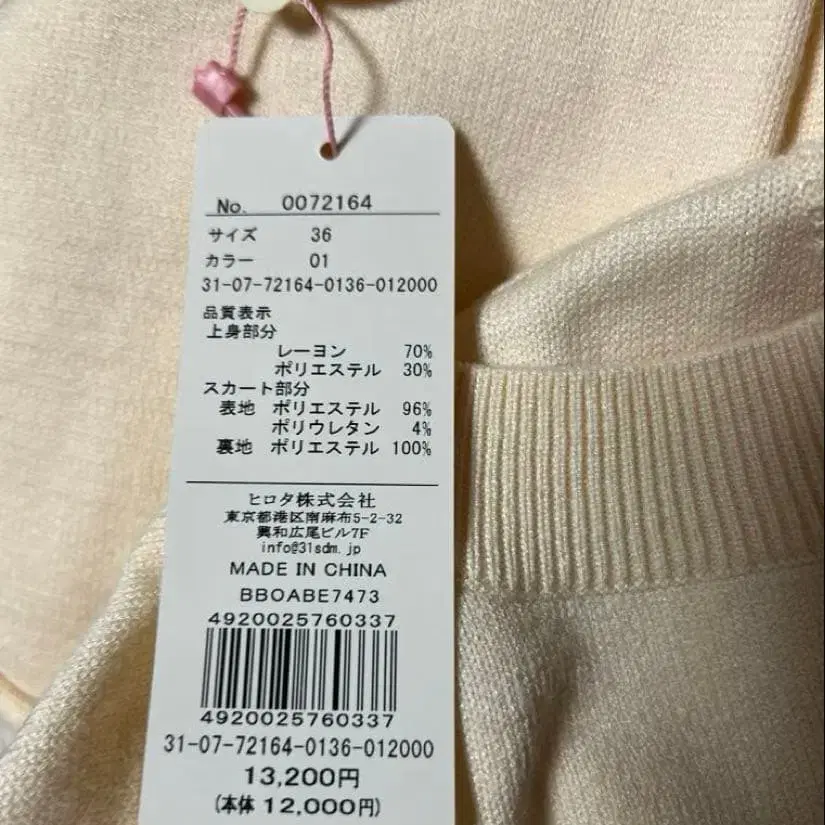 No. 0072164
サイズ 36
カラー 01
31-07-72164-0136-012000
品質表示
上身部分
レーヨン 70%
ポリエステル 30%
スカート部分
表地 ポリエステル 96%
ポリウレタン 4%
裏地 ポリエステル 100%
ヒロタ株式会社
東京都港区南麻布5-2-32
興和広尾ビル7F
info@31sdm.jp
MADE IN CHINA
BBOABE7473
4920025760337
4920025760337
31-07-72164-0136-012000
13,200円
(本体 12,000円)